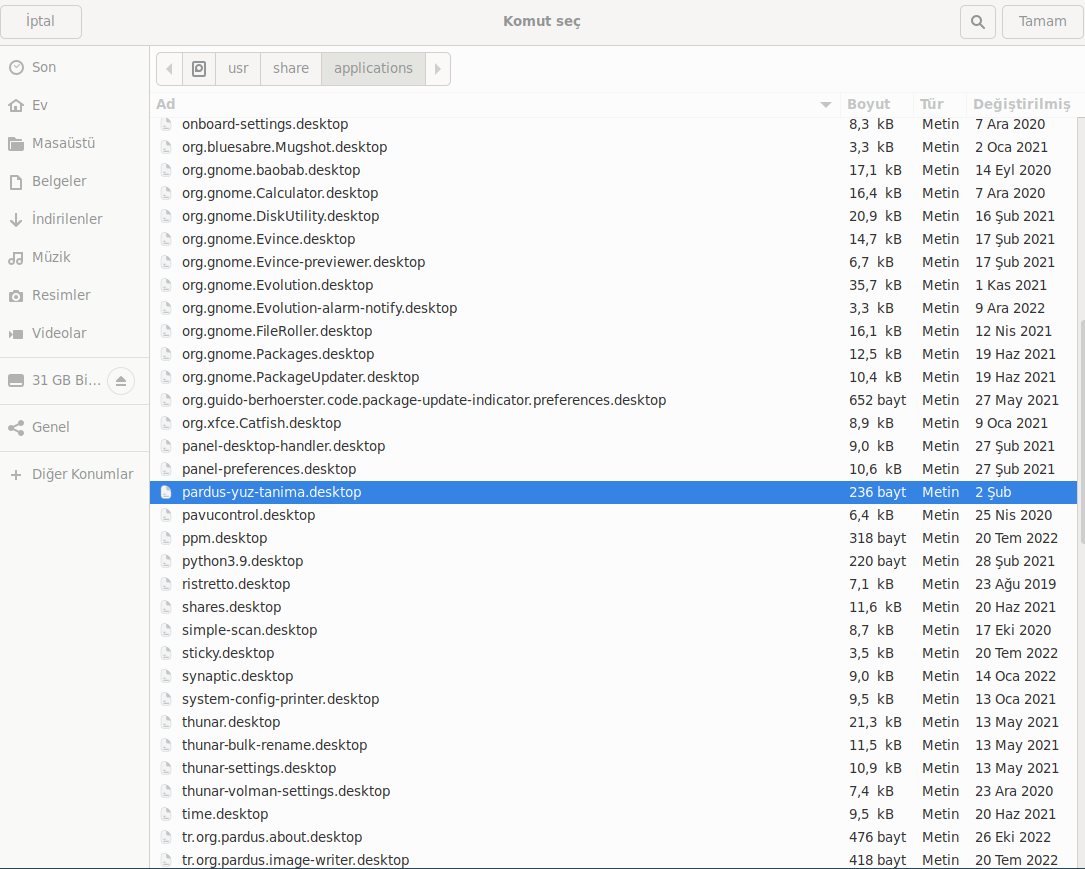 İptal Komut seç Tamam
Son
Ev
Masaüstü
Belgeler
İndirilenler
Müzik
Resimler
Videolar
31 GB Bi...
Genel
Diğer Konumlar
usr share applications
Ad Boyut Tür Değiştirilmiş
onboard-settings.desktop 8,3 kB Metin 7 Ara 2020
org.bluesabre.Mugshot.desktop 3,3 kB Metin 2 Oca 2021
org.gnome.baobab.desktop 17,1 kB Metin 14 Eyl 2020
org.gnome.Calculator.desktop 16,4 kB Metin 7 Ara 2020
org.gnome.DiskUtility.desktop 20,9 kB Metin 16 Şub 2021
org.gnome.Evince.desktop 14,7 kB Metin 17 Şub 2021
org.gnome.Evince-previewer.desktop 6,7 kB Metin 17 Şub 2021
org.gnome.Evolution.desktop 35,7 kB Metin 1 Kas 2021
org.gnome.Evolution-alarm-notify.desktop 3,3 kB Metin 9 Ara 2022
org.gnome.FileRoller.desktop 16,1 kB Metin 12 Nis 2021
org.gnome.Packages.desktop 12,5 kB Metin 19 Haz 2021
org.gnome.PackageUpdater.desktop 10,4 kB Metin 19 Haz 2021
org.guido-berhoerster.code.package-update-indicator.preferences.desktop 652 bayt Metin 27 May 2021
org.xfce.Catfish.desktop 8,9 kB Metin 9 Oca 2021
panel-desktop-handler.desktop 9,0 kB Metin 27 Şub 2021
panel-preferences.desktop 10,6 kB Metin 27 Şub 2021
pardus-yuz-tanima.desktop 236 bayt Metin 2 Şub
pavucontrol.desktop 6,4 kB Metin 25 Nis 2020
ppm.desktop 318 bayt Metin 20 Tem 2022
python3.9.desktop 220 bayt Metin 28 Şub 2021
ristretto.desktop 7,1 kB Metin 23 Ağu 2019
shares.desktop 11,6 kB Metin 20 Haz 2021
simple-scan.desktop 8,7 kB Metin 17 Eki 2020
sticky.desktop 3,5 kB Metin 20 Tem 2022
synaptic.desktop 9,0 kB Metin 14 Oca 2022
system-config-printer.desktop 9,5 kB Metin 13 Oca 2021
thunar.desktop 21,3 kB Metin 13 May 2021
thunar-bulk-rename.desktop 11,5 kB Metin 13 May 2021
thunar-settings.desktop 10,9 kB Metin 13 May 2021
thunar-volman-settings.desktop 7,4 kB Metin 23 Ara 2020
time.desktop 9,5 kB Metin 20 Haz 2021
tr.org.pardus.about.desktop 476 bayt Metin 26 Eki 2022
tr.org.pardus.image-writer.desktop 418 bayt Metin 20 Tem 2022